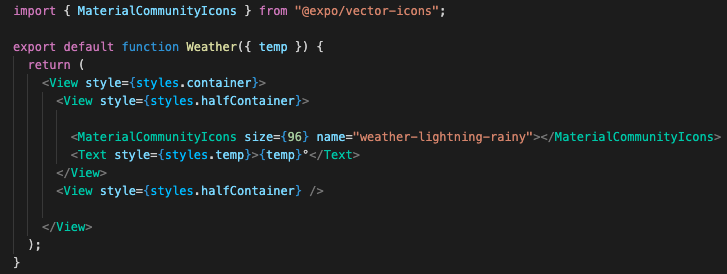 import { MaterialCommunityIcons } from "@expo/vector-icons";
export default function Weather({ temp }) {
return (
<View style={styles.container}>
<View style={styles.halfContainer}>
<MaterialCommunityIcons size={96} name="weather-lightning-rainy"></MaterialCommunityIcons>
<Text style={styles.temp}>{temp}°</Text>
</View>
<View style={styles.halfContainer} />
</View>
);
}